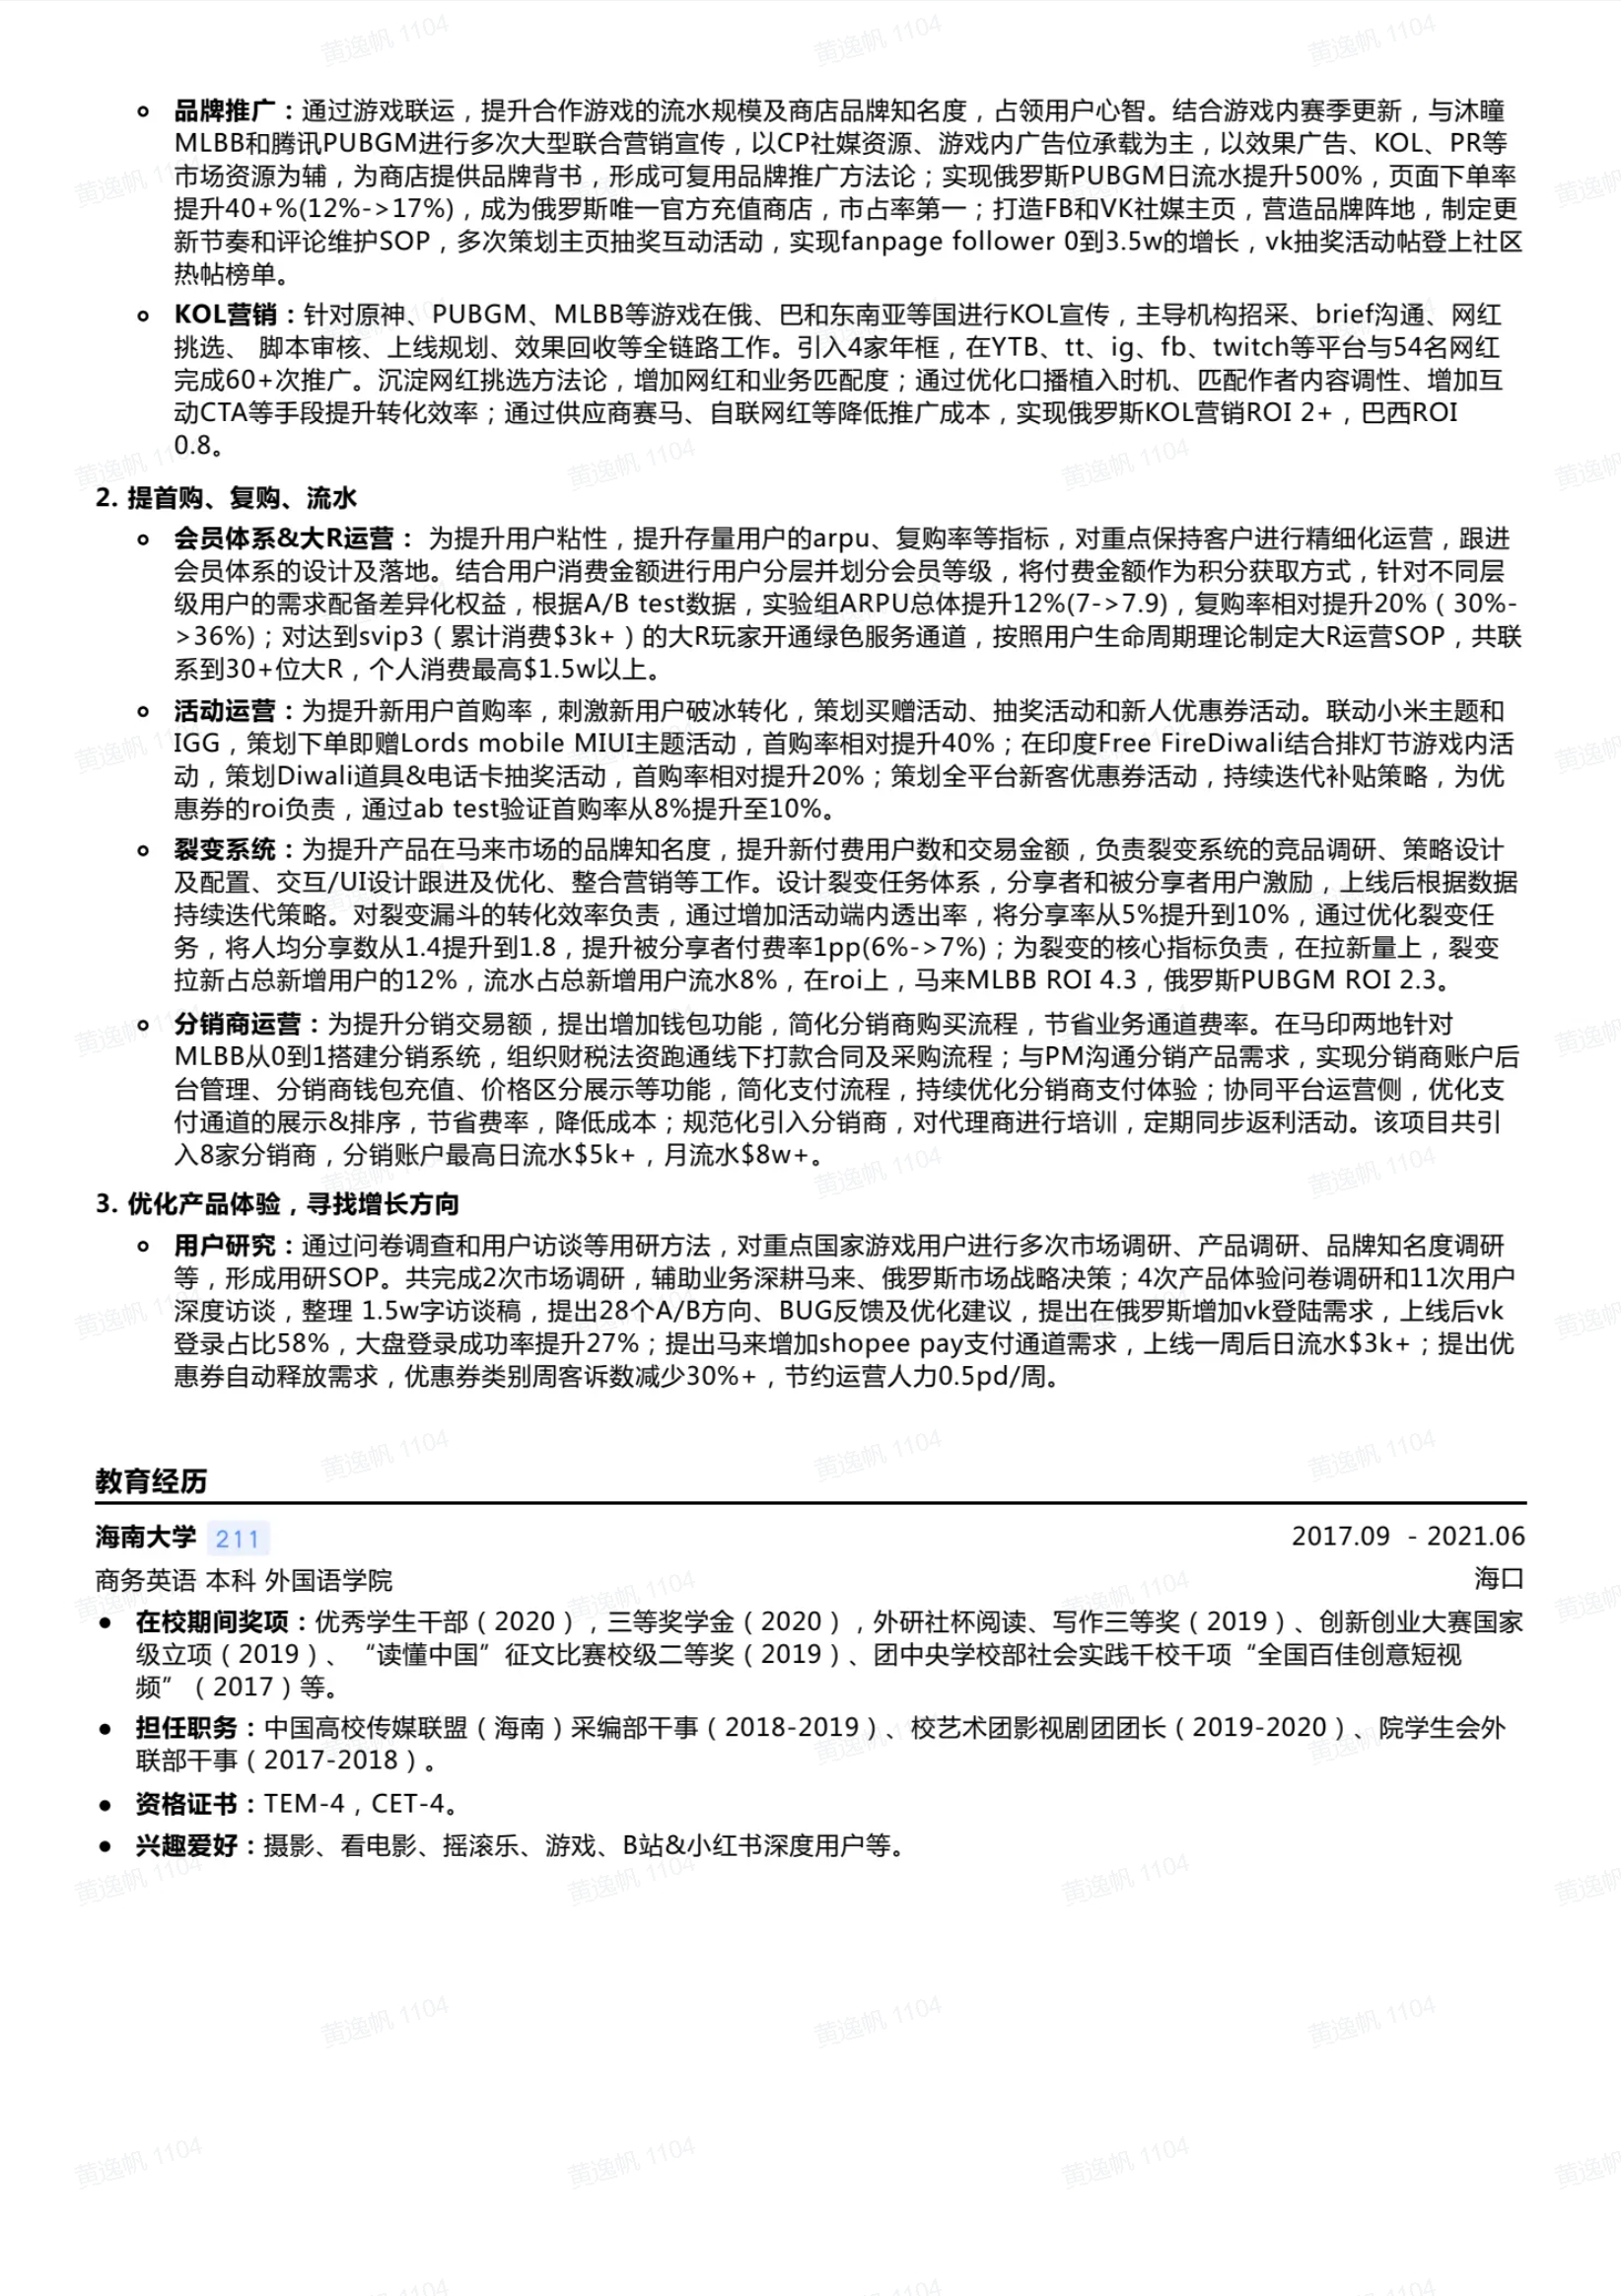 品牌推广：通过游戏联运，提升合作游戏的流水规模及商店品牌知名度，占领用户心智。结合游戏内赛季更新，与沐瞳
MLBB和腾讯PUBGM进行多次大型联合营销宣传，以CP社媒资源、游戏内广告位承载为主，以效果广告、KOL、PR等
市场资源为辅，为商店提供品牌背书，形成可复用品牌推广方法论；实现俄罗斯PUBGM日流水提升500%，页面下单率
提升40+%(12%->17%)，成为俄罗斯唯一官方充值商店，市占率第一；打造FB和VK社媒主页，营造品牌阵地，制定更
新节奏和评论维护SOP，多次策划主页抽奖互动活动，实现fanpage follower 0到3.5w的增长，vk抽奖活动帖登上社区
热帖榜单。
KOL营销：针对原神、PUBGM、MLBB等游戏在俄、巴和东南亚等国进行KOL宣传，主导机构招采、brief沟通、网红
挑选、 脚本审核、上线规划、效果回收等全链路工作。引入4家年框，在YTB、tt、ig、fb、twitch等平台与54名网红
完成60+次推广。沉淀网红挑选方法论，增加网红和业务匹配度；通过优化口播植入时机、匹配作者内容调性、增加互
动CTA等手段提升转化效率；通过供应商赛马、自联网红等降低推广成本，实现俄罗斯KOL营销ROI 2+，巴西ROI
0.8。
2. 提首购、复购、流水
会员体系&大R运营： 为提升用户粘性，提升存量用户的arpu、复购率等指标，对重点保持客户进行精细化运营，跟进
会员体系的设计及落地。结合用户消费金额进行用户分层并划分会员等级，将付费金额作为积分获取方式，针对不同层
级用户的需求配备差异化权益，根据A/B test数据，实验组ARPU总体提升12%(7->7.9)，复购率相对提升20%（30%-
>36%)；对达到svip3（累计消费$3k+）的大R玩家开通绿色服务通道，按照用户生命周期理论制定大R运营SOP，共联
系到30+位大R，个人消费最高$1.5w以上。
活动运营：为提升新用户首购率，刺激新用户破冰转化，策划买赠活动、抽奖活动和新人优惠券活动。联动小米主题和
IGG，策划下单即赠Lords mobile MIUI主题活动，首购率相对提升40%；在印度Free FireDiwali结合排灯节游戏内活
动，策划Diwali道具&电话卡抽奖活动，首购率相对提升20%；策划全平台新客优惠券活动，持续迭代补贴策略，为优
惠券的roi负责，通过ab test验证首购率从8%提升至10%。
裂变系统：为提升产品在马来市场的品牌知名度，提升新付费用户数和交易金额，负责裂变系统的竞品调研、策略设计
及配置、交互/UI设计跟进及优化、整合营销等工作。设计裂变任务体系，分享者和被分享者用户激励，上线后根据数据
持续迭代策略。对裂变漏斗的转化效率负责，通过增加活动端内透出率，将分享率从5%提升到10%，通过优化裂变任
务，将人均分享数从1.4提升到1.8，提升被分享者付费率1pp(6%->7%)；为裂变的核心指标负责，在拉新量上，裂变
拉新占总新增用户的12%，流水占总新增用户流水8%，在roi上，马来MLBB ROI 4.3，俄罗斯PUBGM ROI 2.3。
分销商运营：为提升分销交易额，提出增加钱包功能，简化分销商购买流程，节省业务通道费率。在马印两地针对
MLBB从0到1搭建分销系统，组织财税法资跑通线下打款合同及采购流程；与PM沟通分销产品需求，实现分销商账户后
台管理、分销商钱包充值、价格区分展示等功能，简化支付流程，持续优化分销商支付体验；协同平台运营侧，优化支
付通道的展示&排序，节省费率，降低成本；规范化引入分销商，对代理商进行培训，定期同步返利活动。该项目共引
入8家分销商，分销账户最高日流水$5k+，月流水$8w+。
3. 优化产品体验，寻找增长方向
用户研究：通过问卷调查和用户访谈等用研方法，对重点国家游戏用户进行多次市场调研、产品调研、品牌知名度调研
等，形成用研SOP。共完成2次市场调研，辅助业务深耕马来、俄罗斯市场战略决策；4次产品体验问卷调研和11次用户
深度访谈，整理 1.5w字访谈稿，提出28个A/B方向、BUG反馈及优化建议，提出在俄罗斯增加vk登陆需求，上线后vk
登录占比58%，大盘登录成功率提升27%；提出马来增加shopee pay支付通道需求，上线一周后日流水$3k+；提出优
惠券自动释放需求，优惠券类别周客诉数减少30%+，节约运营人力0.5pd/周。
教育经历
海南大学 211 2017.09 - 2021.06
商务英语 本科 外国语学院 海口
在校期间奖项：优秀学生干部（2020），三等奖学金（2020），外研社杯阅读、写作三等奖（2019）、创新创业大赛国家
级立项（2019）、“读懂中国”征文比赛校级二等奖（2019）、团中央学校部社会实践千校千项“全国百佳创意短视
频”（2017）等。
担任职务：中国高校传媒联盟（海南）采编部干事（2018-2019）、校艺术团影视剧团团长（2019-2020）、院学生会外
联部干事（2017-2018）。
资格证书：TEM-4，CET-4。
兴趣爱好：摄影、看电影、摇滚乐、游戏、B站&小红书深度用户等。
黄逸帆 1104